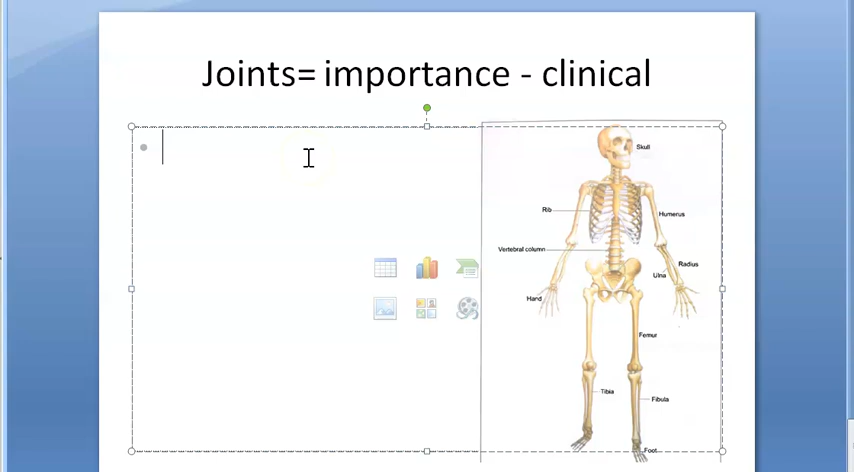 Joints= importance - clinical
Skull
Rib
Humerus
Vertebral column
Radius
Ulna
Hand
Femur
Tibia
Fibula
Foot